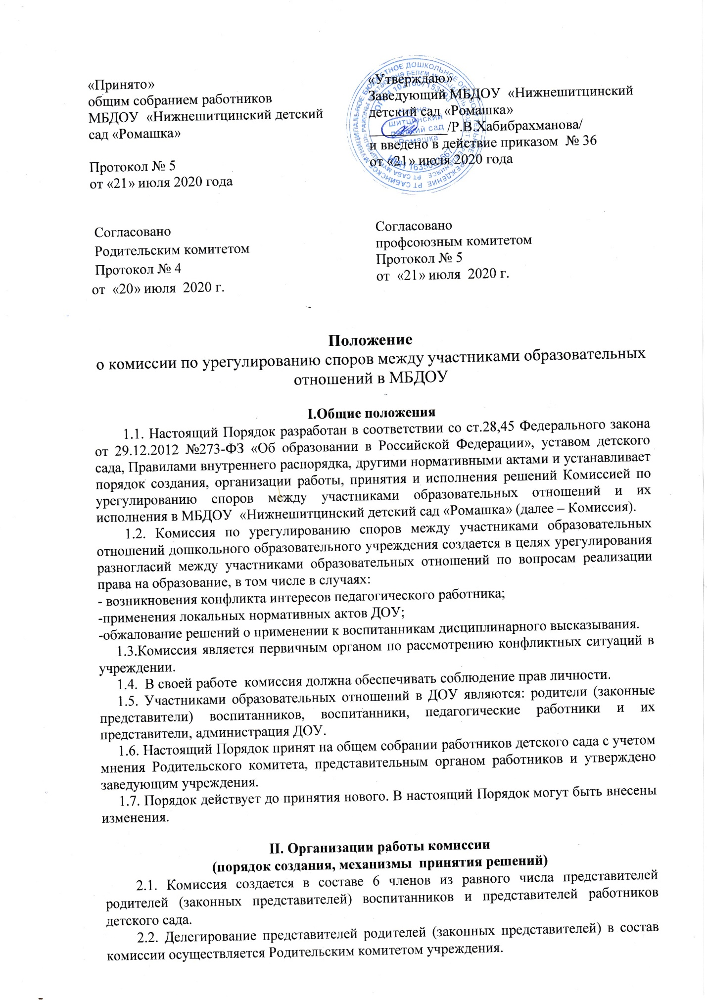 «Принято»
общим собранием работников
МБДОУ «Нижнешитцинский детский
сад «Ромашка»
Протокол № 5
от «21» июля 2020 года
«Утверждаю»
Заведующий МБДОУ «Нижнешитцинский
детский сад «Ромашка»
___________/Р.В.Хабибрахманова/
и введено в действие приказом № 36
от «21» июля 2020 года
шитцинский
детский сад
"Ромашка"
Согласовано
Родительским комитетом
Протокол № 4
от «20» июля 2020 г.
Согласовано
профсоюзным комитетом
Протокол № 5
от «21» июля 2020 г.
Положение
о комиссии по урегулированию споров между участниками образовательных
отношений в МБДОУ
I.Общие положения
1.1. Настоящий Порядок разработан в соответствии со ст.28,45 Федерального закона
от 29.12.2012 №273-ФЗ «Об образовании в Российской Федерации», уставом детского
сада, Правилами внутреннего распорядка, другими нормативными актами и устанавливает
порядок создания, организации работы, принятия и исполнения решений Комиссией по
урегулированию споров между участниками образовательных отношений и их
исполнения в МБДОУ «Нижнешитцинский детский сад «Ромашка» (далее – Комиссия).
1.2. Комиссия по урегулированию споров между участниками образовательных
отношений дошкольного образовательного учреждения создается в целях урегулирования
разногласий между участниками образовательных отношений по вопросам реализации
права на образование, в том числе в случаях:
- возникновения конфликта интересов педагогического работника;
-применения локальных нормативных актов ДОУ;
-обжалование решений о применении к воспитанникам дисциплинарного высказывания.
1.3.Комиссия является первичным органом по рассмотрению конфликтных ситуаций в
учреждении.
1.4. В своей работе комиссия должна обеспечивать соблюдение прав личности.
1.5. Участниками образовательных отношений в ДОУ являются: родители (законные
представители) воспитанников, воспитанники, педагогические работники и их
представители, администрация ДОУ.
1.6. Настоящий Порядок принят на общем собрании работников детского сада с учетом
мнения Родительского комитета, представительным органом работников и утверждено
заведующим учреждения.
1.7. Порядок действует до принятия нового. В настоящий Порядок могут быть внесены
изменения.
II. Организации работы комиссии
(порядок создания, механизмы принятия решений)
2.1. Комиссия создается в составе 6 членов из равного числа представителей
родителей (законных представителей) воспитанников и представителей работников
детского сада.
2.2. Делегирование представителей родителей (законных представителей) в состав
комиссии осуществляется Родительским комитетом учреждения.